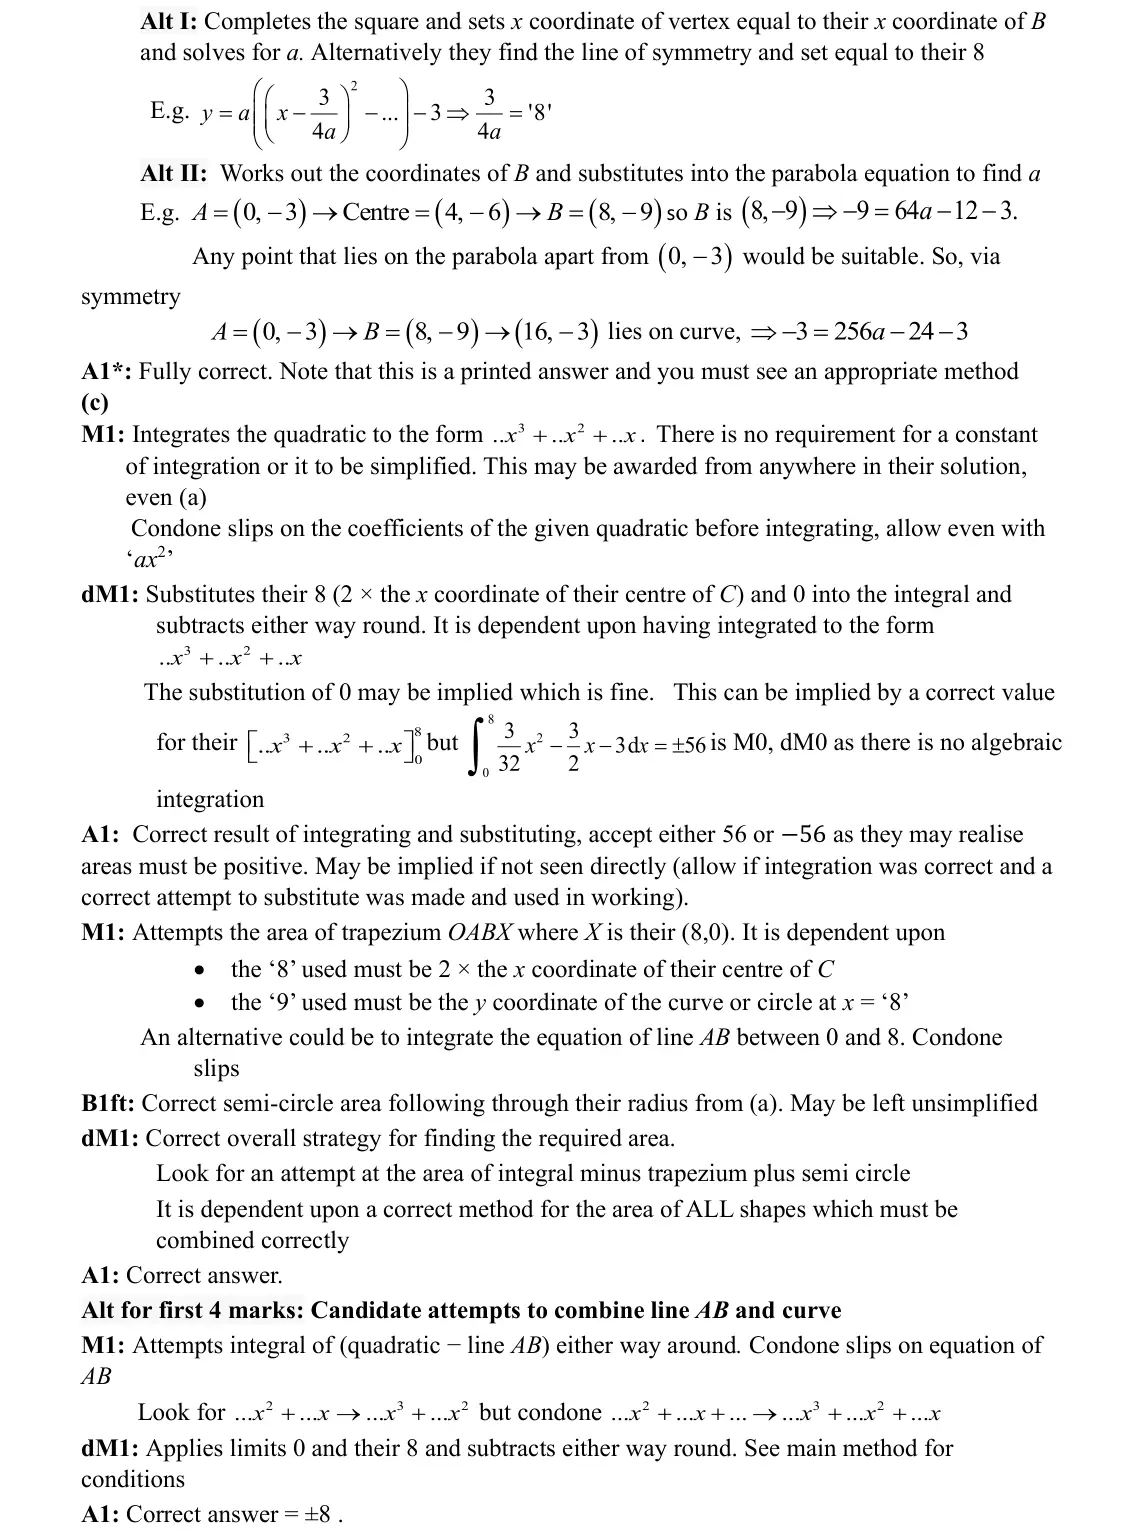 Alt I: Completes the square and sets x coordinate of vertex equal to their x coordinate of B
and solves for a. Alternatively they find the line of symmetry and set equal to their 8
E.g. y = a((x − 3/4a)² − ...) − 3 ⇒ 3/4a = '8'
Alt II: Works out the coordinates of B and substitutes into the parabola equation to find a
E.g. A = (0, −3) → Centre = (4, −6) → B = (8, −9) so B is (8,−9) ⇒ −9 = 64a − 12 − 3.
Any point that lies on the parabola apart from (0, −3) would be suitable. So, via
symmetry
A = (0, −3) → B = (8, −9) → (16, −3) lies on curve, ⇒ −3 = 256a − 24 − 3
A1*: Fully correct. Note that this is a printed answer and you must see an appropriate method
(c)
M1: Integrates the quadratic to the form ..x³ + ..x² + ..x. There is no requirement for a constant
of integration or it to be simplified. This may be awarded from anywhere in their solution,
even (a)
Condone slips on the coefficients of the given quadratic before integrating, allow even with
‘ax²’
dM1: Substitutes their 8 (2 × the x coordinate of their centre of C) and 0 into the integral and
subtracts either way round. It is dependent upon having integrated to the form
..x³ + ..x² + ..x
The substitution of 0 may be implied which is fine. This can be implied by a correct value
for their [..x³ + ..x² + ..x]₀⁸ but ∫₀⁸ 3/32 x² − 3/2 x − 3 dx = ±56 is M0, dM0 as there is no algebraic
integration
A1: Correct result of integrating and substituting, accept either 56 or −56 as they may realise
areas must be positive. May be implied if not seen directly (allow if integration was correct and a
correct attempt to substitute was made and used in working).
M1: Attempts the area of trapezium OABX where X is their (8,0). It is dependent upon
• the ‘8’ used must be 2 × the x coordinate of their centre of C
• the ‘9’ used must be the y coordinate of the curve or circle at x = ‘8’
An alternative could be to integrate the equation of line AB between 0 and 8. Condone
slips
B1ft: Correct semi-circle area following through their radius from (a). May be left unsimplified
dM1: Correct overall strategy for finding the required area.
Look for an attempt at the area of integral minus trapezium plus semi circle
It is dependent upon a correct method for the area of ALL shapes which must be
combined correctly
A1: Correct answer.
Alt for first 4 marks: Candidate attempts to combine line AB and curve
M1: Attempts integral of (quadratic − line AB) either way around. Condone slips on equation of
AB
Look for ...x² + ...x → ...x³ + ...x² but condone ...x² + ...x + ... → ...x³ + ...x² + ...x
dM1: Applies limits 0 and their 8 and subtracts either way round. See main method for
conditions
A1: Correct answer = ±8 .